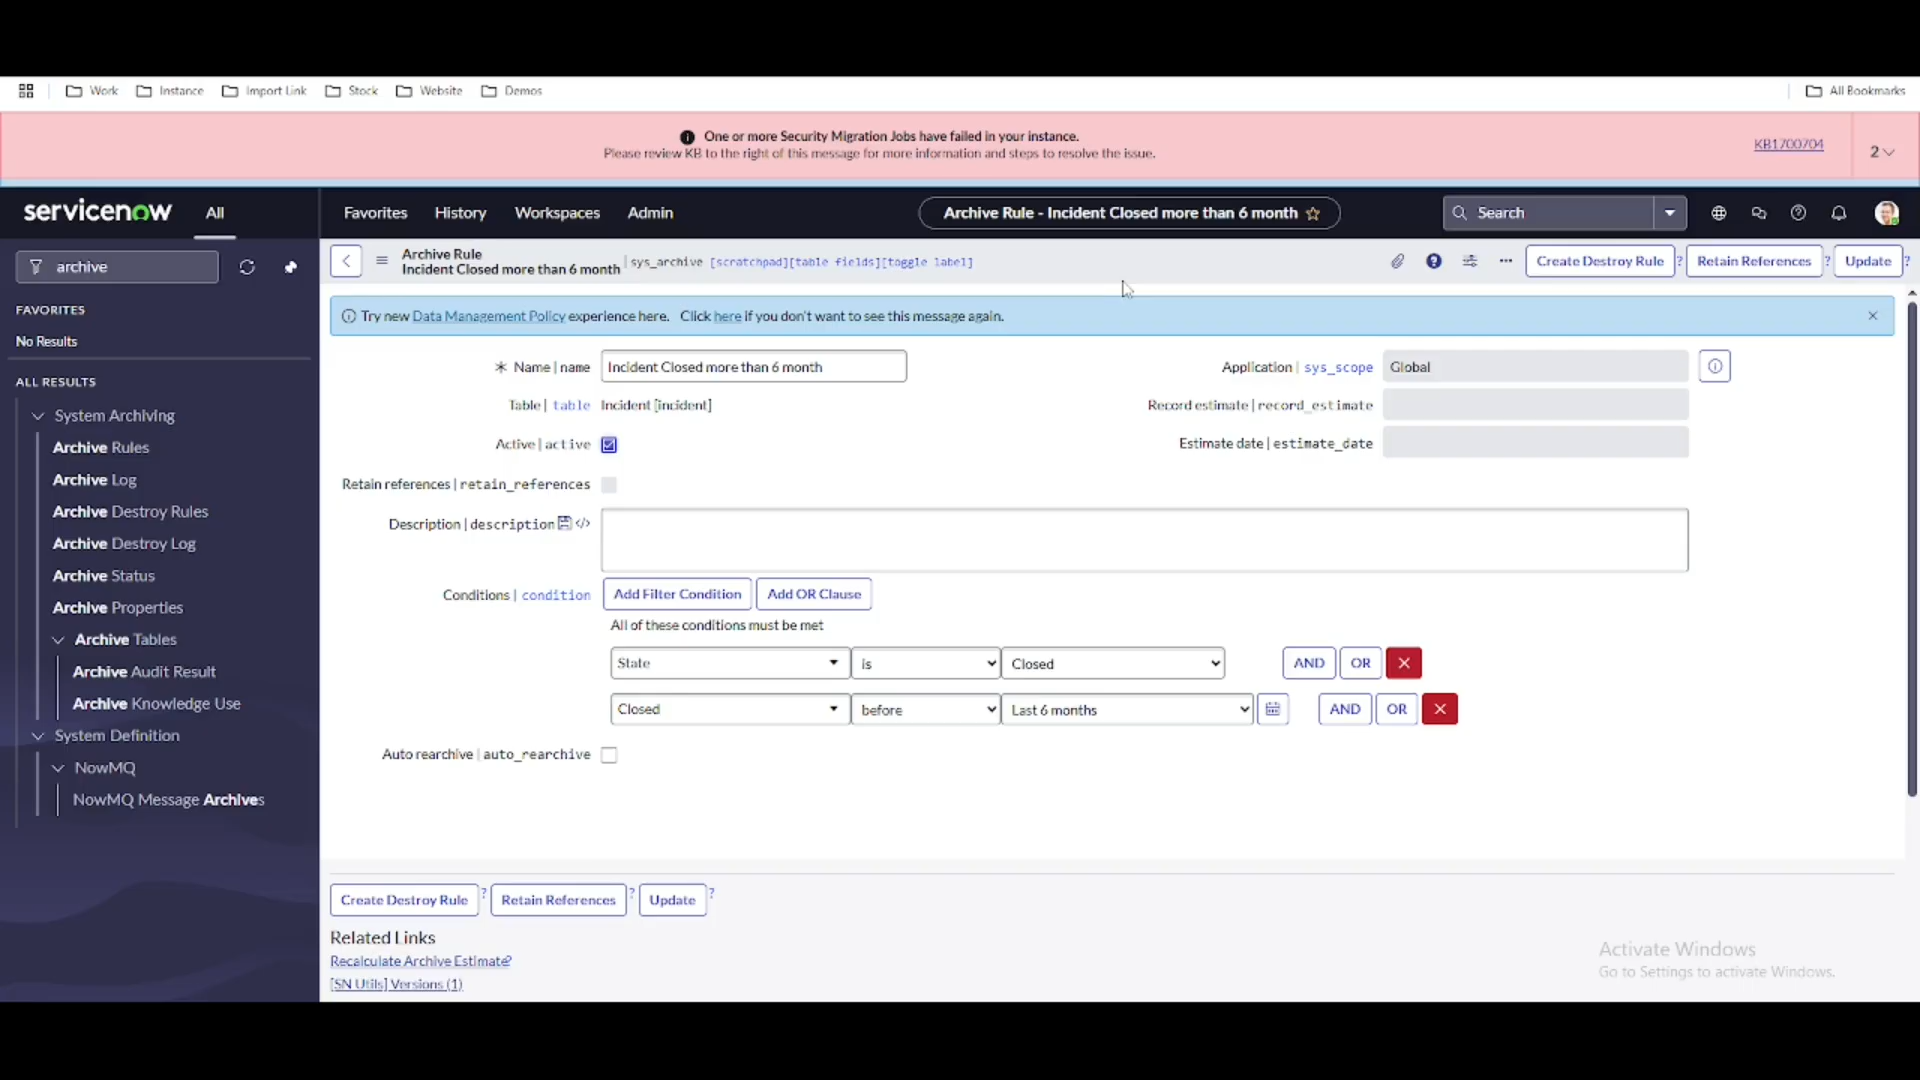 Work Instance Import Link Stock Website Demos All Bookmarks
One or more Security Migration Jobs have failed in your instance.
Please review KB to the right of this message for more information and steps to resolve the issue.
KB1700704
2
servicenow All Favorites History Workspaces Admin Archive Rule - Incident Closed more than 6 month Search
archive
FAVORITES
No Results
ALL RESULTS
System Archiving
Archive Rules
Archive Log
Archive Destroy Rules
Archive Destroy Log
Archive Status
Archive Properties
Archive Tables
Archive Audit Result
Archive Knowledge Use
System Definition
NowMQ
NowMQ Message Archives
Archive Rule
Incident Closed more than 6 month | sys_archive [scratchpad][table fields][toggle label]
Create Destroy Rule ? Retain References ? Update ?
Try new Data Management Policy experience here. Click here if you don't want to see this message again.
Name | name Incident Closed more than 6 month
Application | sys_scope Global
Table | table Incident [incident]
Record estimate | record_estimate
Active | active
Estimate date | estimate_date
Retain references | retain_references
Description | description </>
Conditions | condition Add Filter Condition Add OR Clause
All of these conditions must be met
State is Closed AND OR
Closed before Last 6 months AND OR
Auto rearchive | auto_rearchive
Create Destroy Rule ? Retain References ? Update ?
Related Links
Recalculate Archive Estimate?
[SN Utils] Versions (1)
Activate Windows
Go to Settings to activate Windows.